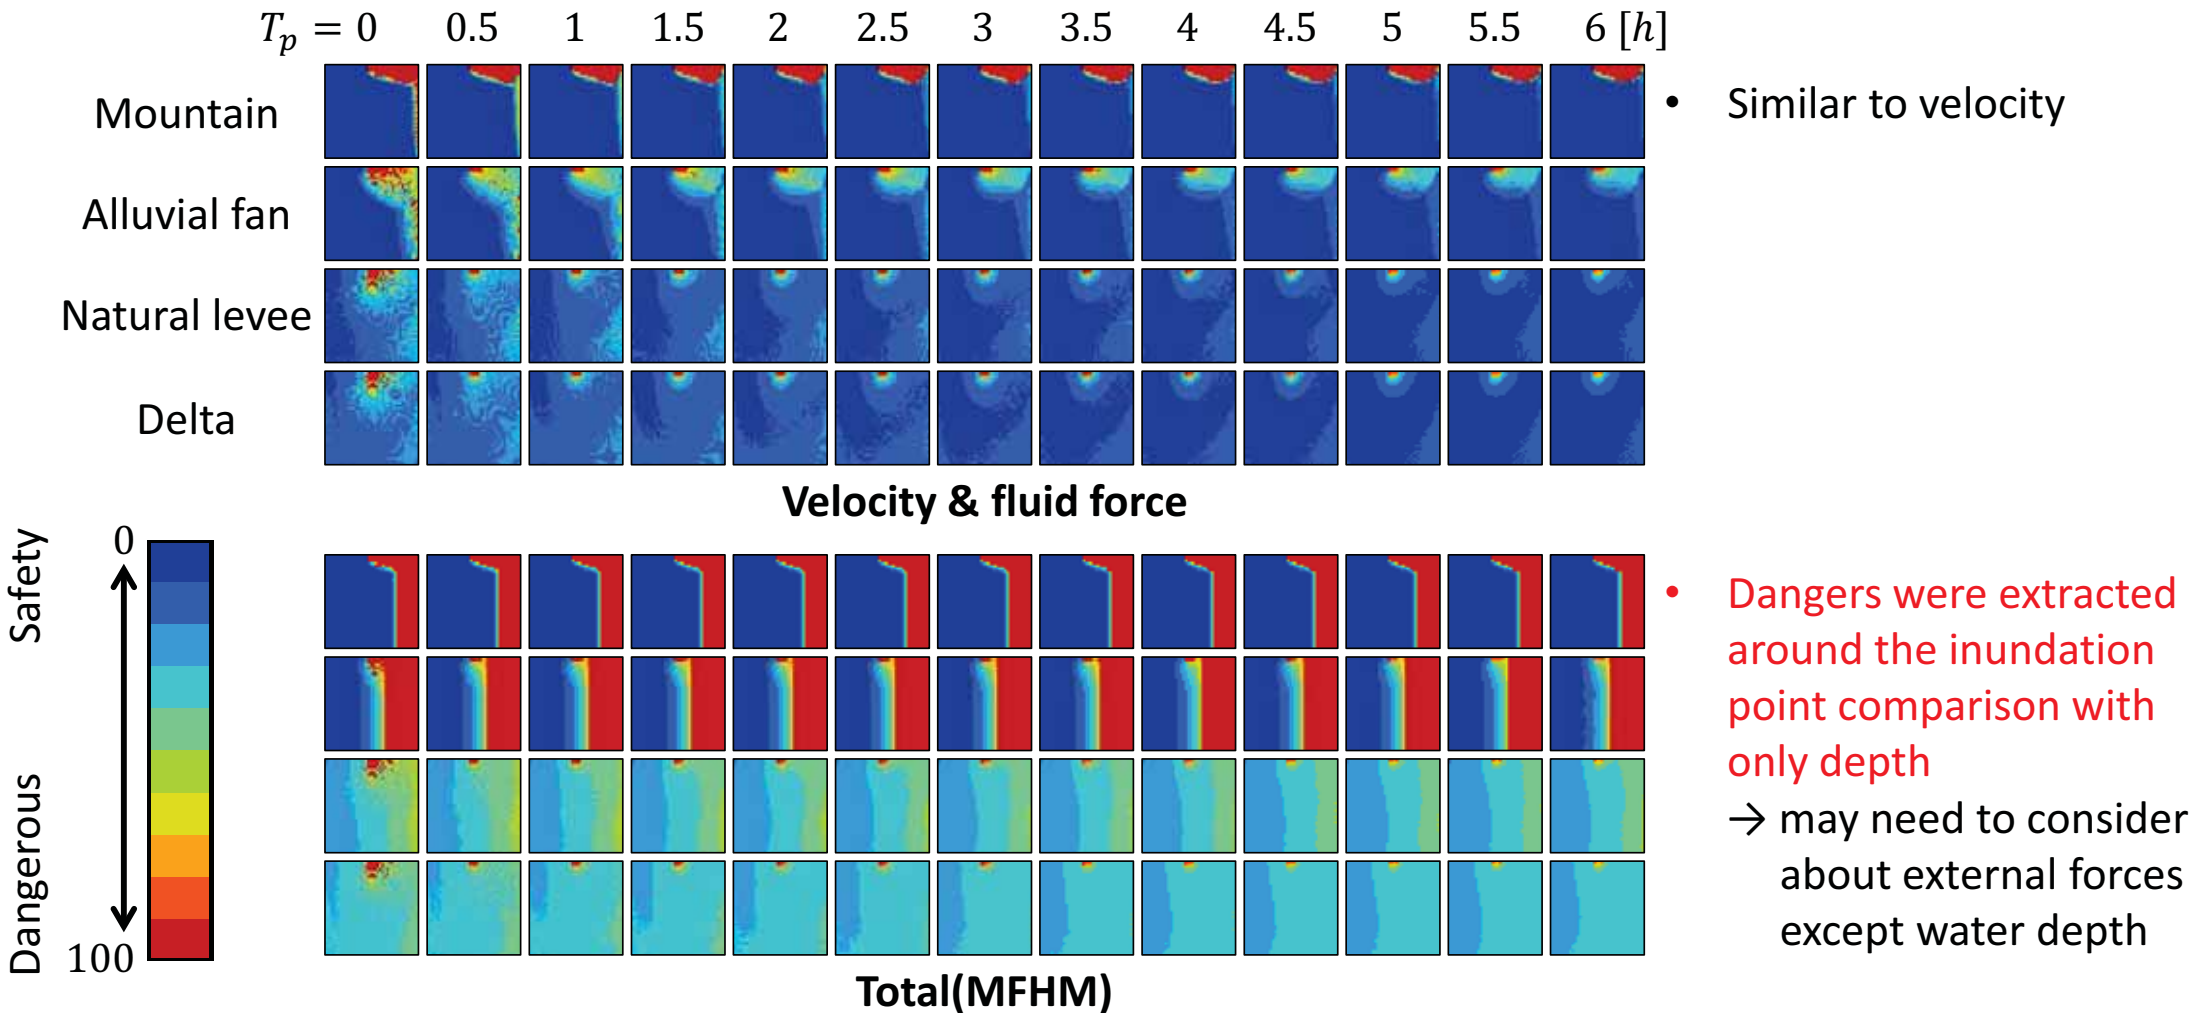 T_p = 0 0.5 1 1.5 2 2.5 3 3.5 4 4.5 5 5.5 6 [h]
Mountain
Alluvial fan
Natural levee
Delta
• Similar to velocity
Velocity & fluid force
Safety
Dangerous
0
100
• Dangers were extracted
around the inundation
point comparison with
only depth
→ may need to consider
about external forces
except water depth
Total(MFHM)